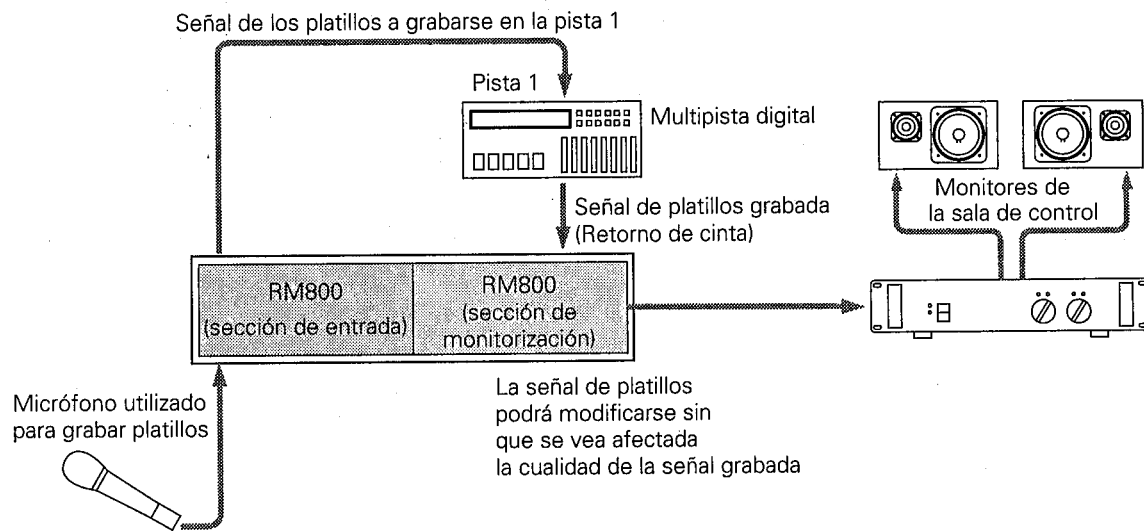 Señal de los platillos a grabarse en la pista 1
Pista 1
Multipista digital
Señal de platillos grabada
(Retorno de cinta)
Monitores de
la sala de control
RM800
(sección de entrada)
RM800
(sección de
monitorización)
Micrófono utilizado
para grabar platillos
La señal de platillos
podrá modificarse sin
que se vea afectada
la cualidad de la señal grabada